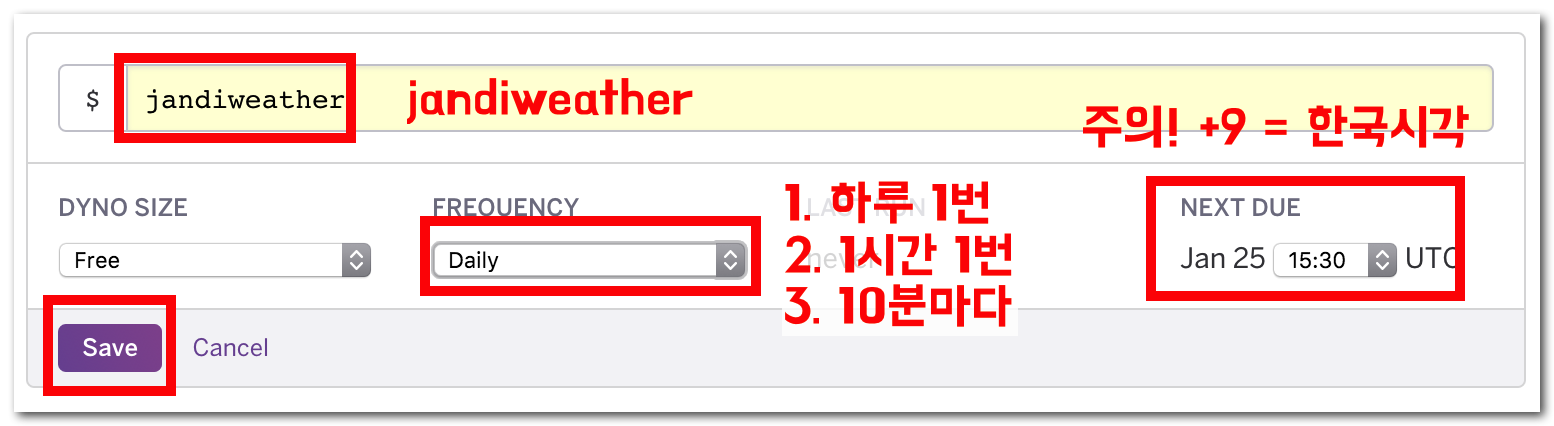 $ jandiweather jandiweather
주의! +9 = 한국시각
DYNO SIZE
Free
FREQUENCY
Daily
LAST RUN
never
1. 하루 1번
2. 1시간 1번
3. 10분마다
NEXT DUE
Jan 25 15:30 UTC
Save Cancel